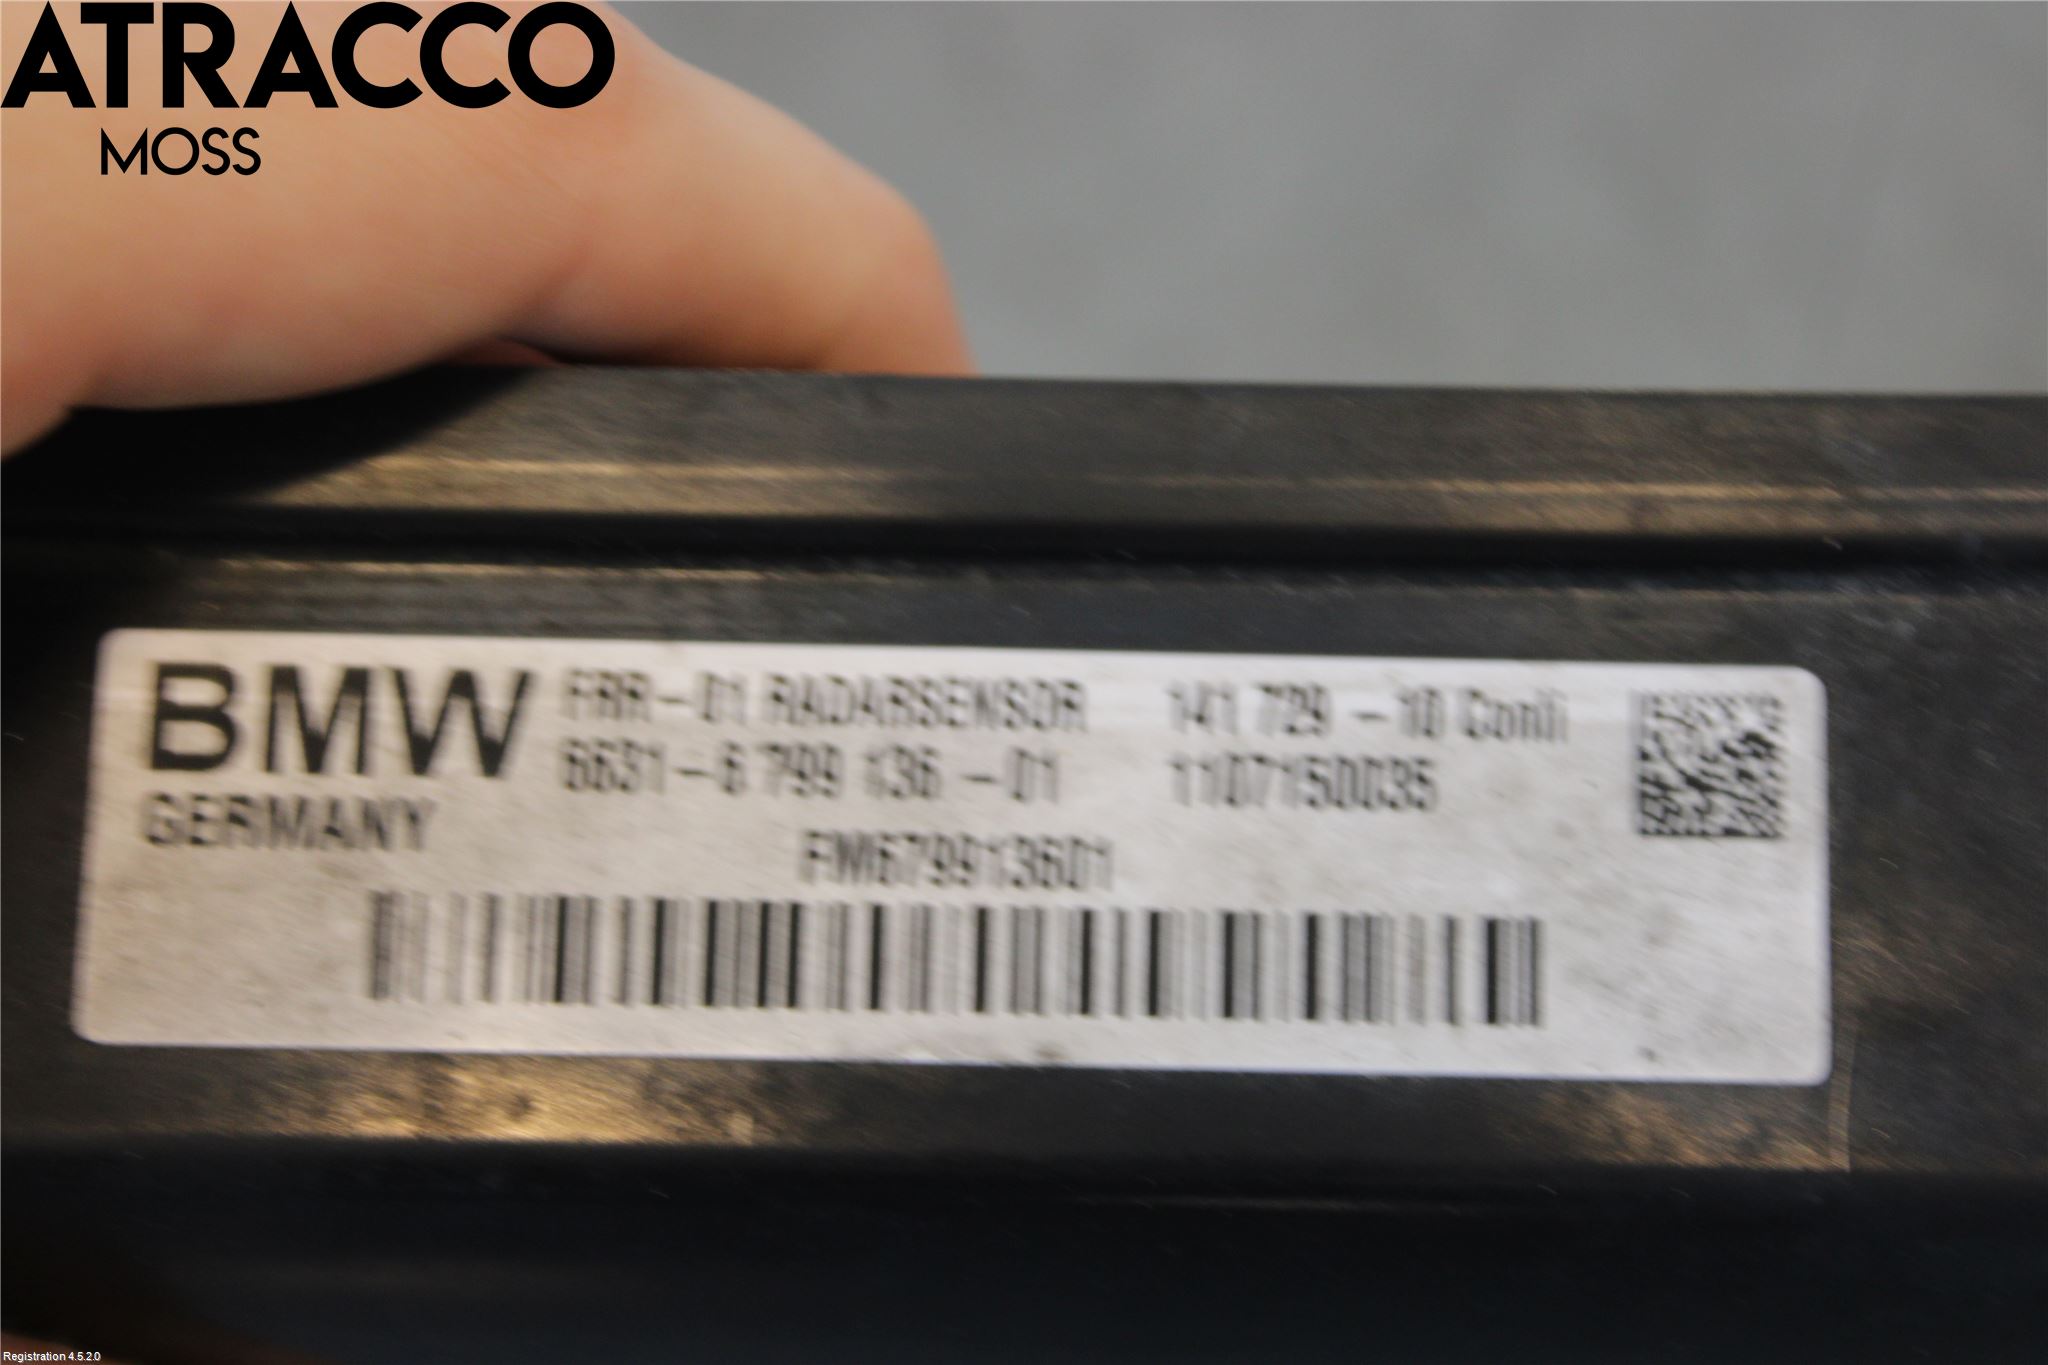 ATRACCO
MOSS
BMW FRR-01 RADARSENSOR 141 729 -10 Conti
6631-6 799 136 -01 1107150035
GERMANY
FM679913601
Registration 4.5.2.0